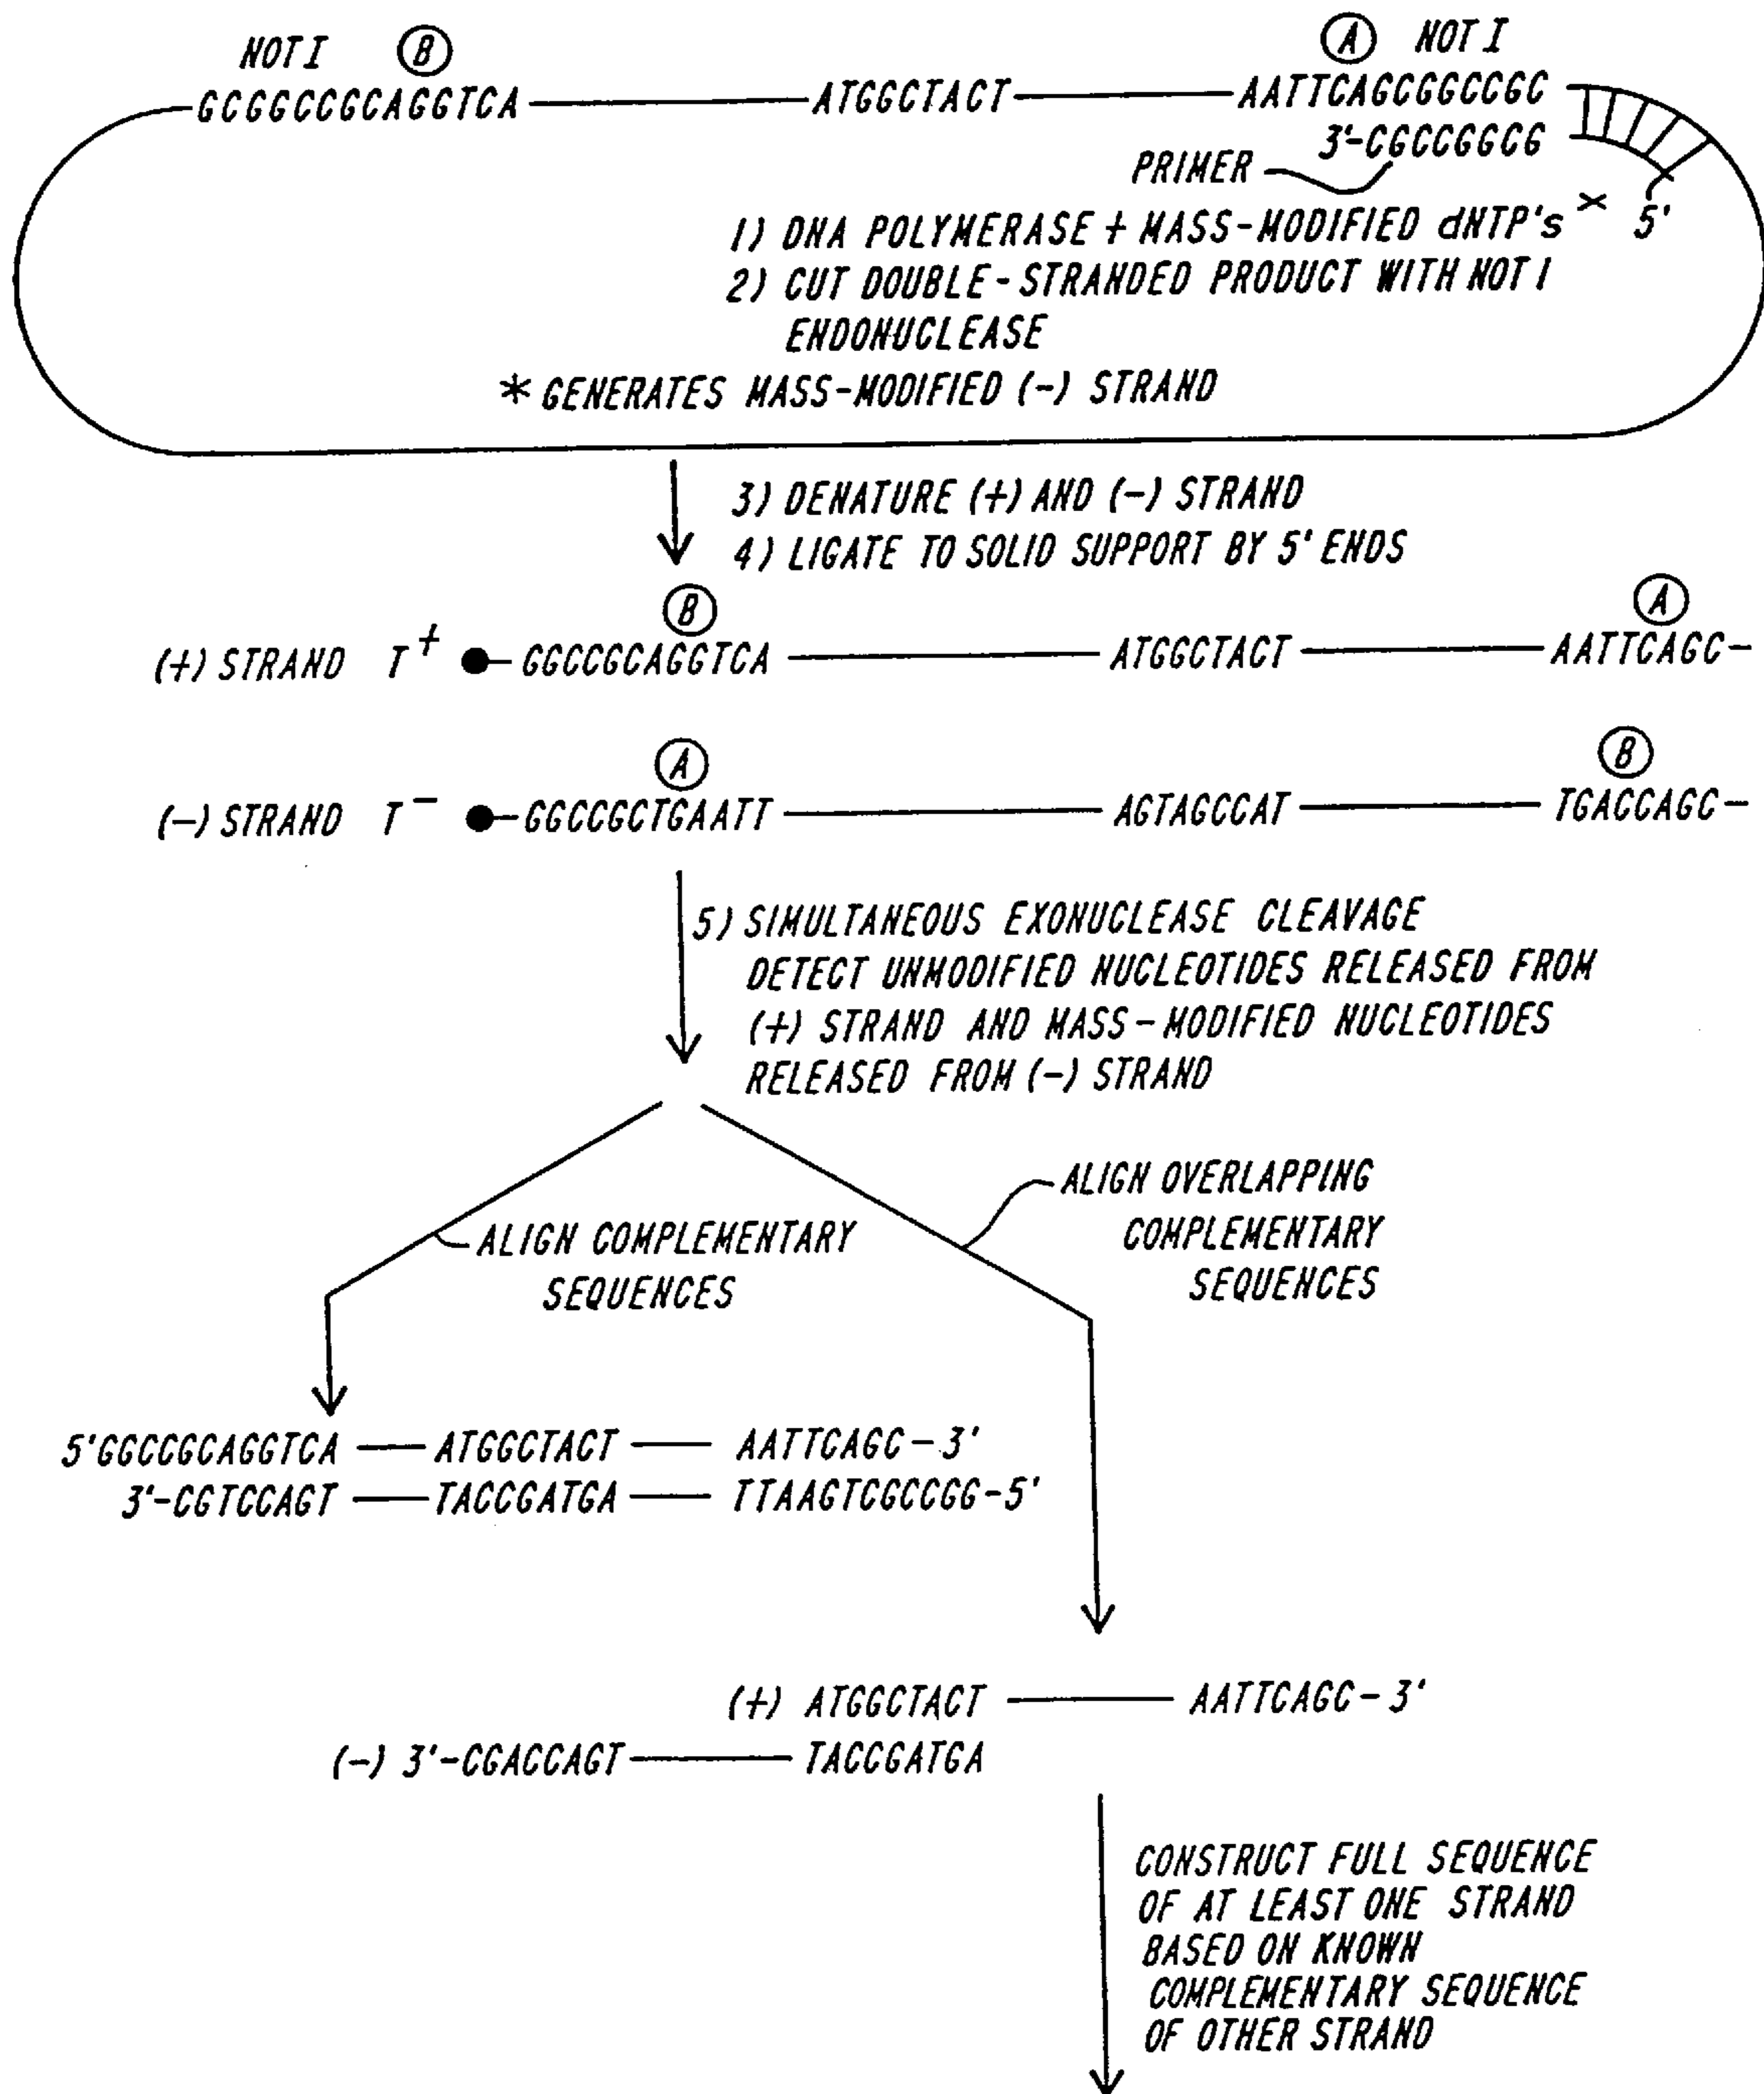 NOT I Ⓑ
Ⓐ NOT I
GCGGCCGCAGGTCA ATGGCTACT AATTCAGCGGCCGC
3'-CGCCGGCG
PRIMER
5'
1) DNA POLYMERASE + MASS-MODIFIED dNTP's ×
2) CUT DOUBLE-STRANDED PRODUCT WITH NOT I
ENDONUCLEASE
* GENERATES MASS-MODIFIED (-) STRAND
3) DENATURE (+) AND (-) STRAND
4) LIGATE TO SOLID SUPPORT BY 5' ENDS
Ⓑ Ⓐ
(+) STRAND T+ GGCCGCAGGTCA ATGGCTACT AATTCAGC-
Ⓐ Ⓑ
(-) STRAND T- GGCCGCTGAATT AGTAGCCAT TGACCAGC-
5) SIMULTANEOUS EXONUCLEASE CLEAVAGE
DETECT UNMODIFIED NUCLEOTIDES RELEASED FROM
(+) STRAND AND MASS-MODIFIED NUCLEOTIDES
RELEASED FROM (-) STRAND
ALIGN COMPLEMENTARY
SEQUENCES
ALIGN OVERLAPPING
COMPLEMENTARY
SEQUENCES
5'GGCCGCAGGTCA — ATGGCTACT — AATTCAGC-3'
3'-CGTCCAGT — TACCGATGA — TTAAGTCGCCGG-5'
(+) ATGGCTACT — AATTCAGC-3'
(-) 3'-CGACCAGT — TACCGATGA
CONSTRUCT FULL SEQUENCE
OF AT LEAST ONE STRAND
BASED ON KNOWN
COMPLEMENTARY SEQUENCE
OF OTHER STRAND